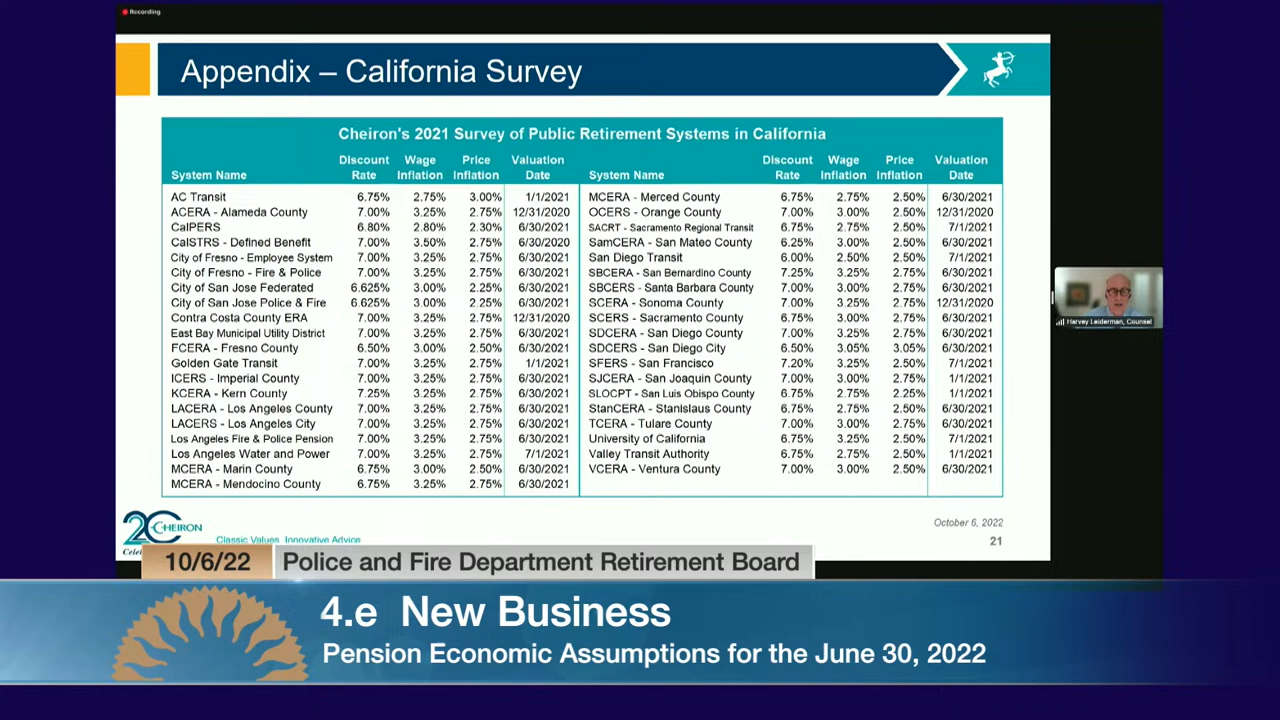 Recording
Appendix – California Survey
Cheiron's 2021 Survey of Public Retirement Systems in California
Discount Wage Price Valuation Discount Wage Price Valuation
System Name Rate Inflation Inflation Date System Name Rate Inflation Inflation Date
AC Transit 6.75% 2.75% 3.00% 1/1/2021 MCERA - Merced County 6.75% 2.75% 2.50% 6/30/2021
ACERA - Alameda County 7.00% 3.25% 2.75% 12/31/2020 OCERS - Orange County 7.00% 3.00% 2.50% 12/31/2020
CalPERS 6.80% 2.80% 2.30% 6/30/2021 SACRT - Sacramento Regional Transit 6.75% 2.75% 2.50% 7/1/2021
CalSTRS - Defined Benefit 7.00% 3.50% 2.75% 6/30/2020 SamCERA - San Mateo County 6.25% 3.00% 2.50% 6/30/2021
City of Fresno - Employee System 7.00% 3.00% 2.75% 6/30/2021 San Diego Transit 6.00% 2.50% 2.50% 7/1/2021
City of Fresno - Fire & Police 7.00% 3.00% 2.75% 6/30/2021 SBCERA - San Bernardino County 7.25% 3.25% 2.75% 6/30/2021
City of San Jose Federated 6.625% 3.00% 2.25% 6/30/2021 SBCERS - Santa Barbara County 7.00% 3.00% 2.75% 6/30/2021
City of San Jose Police & Fire 6.625% 3.00% 2.25% 6/30/2021 SCERA - Sonoma County 7.00% 3.25% 2.75% 12/31/2020
Contra Costa County ERA 7.00% 3.25% 2.75% 12/31/2020 SCERS - Sacramento County 6.75% 3.00% 2.75% 6/30/2021
East Bay Municipal Utility District 7.00% 3.25% 2.75% 6/30/2021 SDCERA - San Diego County 7.00% 3.25% 2.75% 6/30/2021
FCERA - Fresno County 6.50% 3.00% 2.50% 6/30/2021 SDCERS - San Diego City 6.50% 3.05% 3.05% 6/30/2021
Golden Gate Transit 7.00% 3.25% 2.75% 1/1/2021 SFERS - San Francisco 7.20% 3.25% 2.50% 7/1/2021
ICERS - Imperial County 7.00% 3.25% 2.75% 6/30/2021 SJCERA - San Joaquin County 7.00% 3.00% 2.75% 1/1/2021
KCERA - Kern County 7.25% 3.25% 2.75% 6/30/2021 SLOCPT - San Luis Obispo County 6.75% 2.75% 2.25% 1/1/2021
LACERA - Los Angeles County 7.00% 3.25% 2.75% 6/30/2021 StanCERA - Stanislaus County 6.75% 2.75% 2.50% 6/30/2021
LACERS - Los Angeles City 7.00% 3.25% 2.75% 6/30/2021 TCERA - Tulare County 7.00% 3.00% 2.75% 6/30/2021
Los Angeles Fire & Police Pension 7.00% 3.25% 2.75% 6/30/2021 University of California 6.75% 3.25% 2.50% 7/1/2021
Los Angeles Water and Power 7.00% 3.25% 2.75% 7/1/2021 Valley Transit Authority 6.75% 2.75% 2.50% 1/1/2021
MCERA - Marin County 6.75% 3.00% 2.50% 6/30/2021 VCERA - Ventura County 7.00% 3.00% 2.50% 6/30/2021
MCERA - Mendocino County 6.75% 3.25% 2.75% 6/30/2021
Harvey Leiderman, Counsel
October 6, 2022
CHEIRON
Classic Values, Innovative Advice
21
10/6/22 Police and Fire Department Retirement Board
4.e New Business
Pension Economic Assumptions for the June 30, 2022